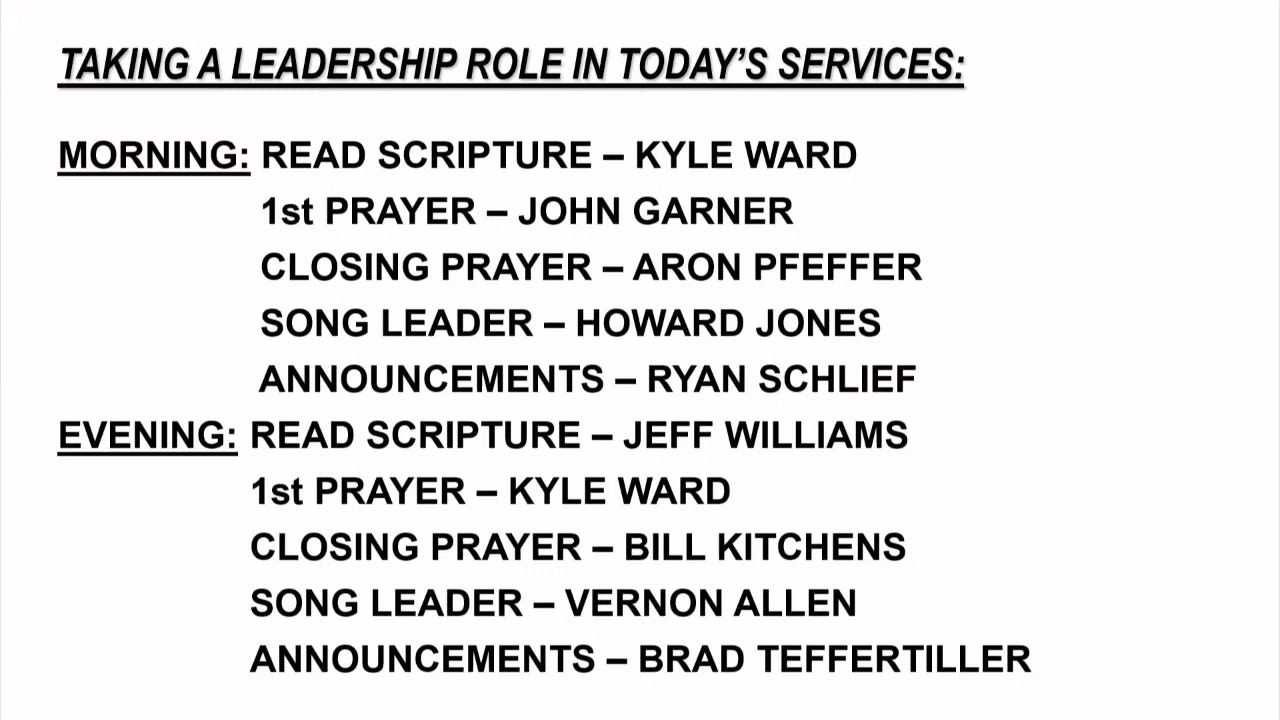 TAKING A LEADERSHIP ROLE IN TODAY’S SERVICES:
MORNING: READ SCRIPTURE – KYLE WARD
1st PRAYER – JOHN GARNER
CLOSING PRAYER – ARON PFEFFER
SONG LEADER – HOWARD JONES
ANNOUNCEMENTS – RYAN SCHLIEF
EVENING: READ SCRIPTURE – JEFF WILLIAMS
1st PRAYER – KYLE WARD
CLOSING PRAYER – BILL KITCHENS
SONG LEADER – VERNON ALLEN
ANNOUNCEMENTS – BRAD TEFFERTILLER